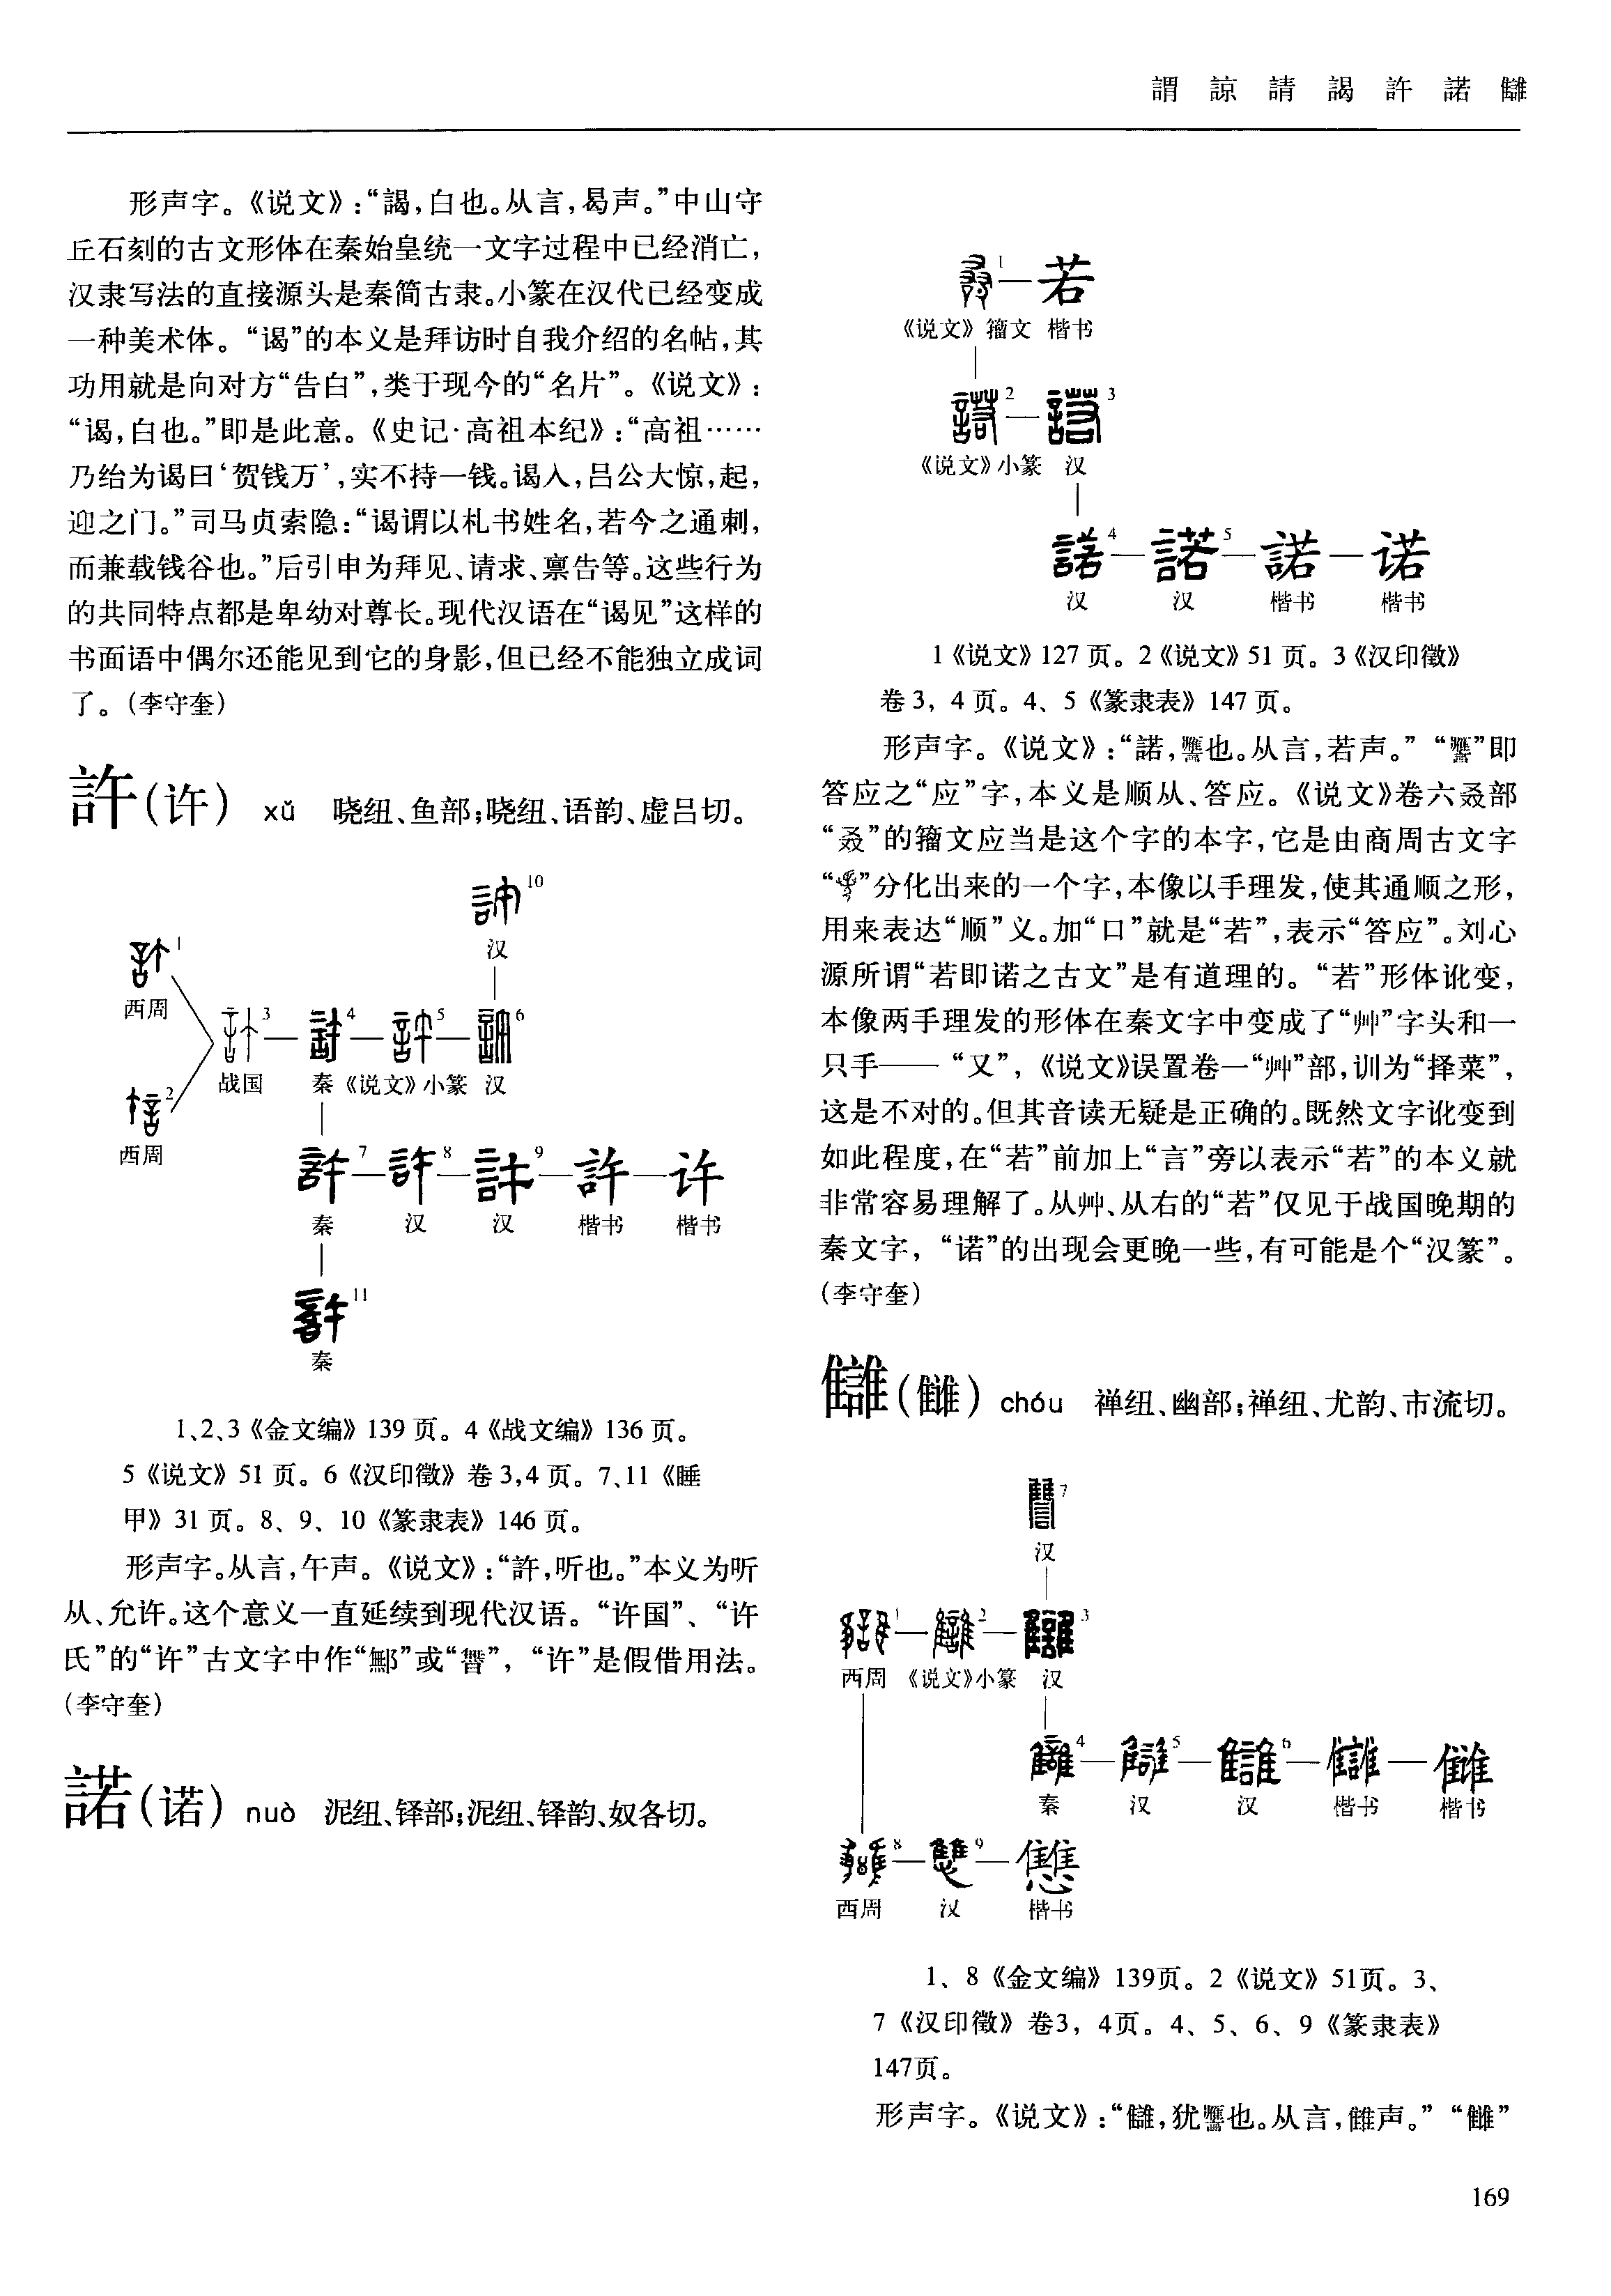 謂 諒 請 謁 許 諾 讎
形声字。《说文》:“謁,白也。从言,曷声。”中山守
丘石刻的古文形体在秦始皇统一文字过程中已经消亡,
汉隶写法的直接源头是秦简古隶。小篆在汉代已经变成
一种美术体。“谒”的本义是拜访时自我介绍的名帖,其
功用就是向对方“告白”,类于现今的“名片”。《说文》:
“谒,白也。”即是此意。《史记·高祖本纪》:“高祖……
乃绐为谒曰‘贺钱万’,实不持一钱。谒入,吕公大惊,起,
迎之门。”司马贞索隐:“谒谓以札书姓名,若今之通刺,
而兼载钱谷也。”后引申为拜见、请求、禀告等。这些行为
的共同特点都是卑幼对尊长。现代汉语在“谒见”这样的
书面语中偶尔还能见到它的身影,但已经不能独立成词
了。(李守奎)
許(许) xǔ 晓纽、鱼部;晓纽、语韵、虚吕切。
10
汉
1
西周
2
西周
3 4 5 6
战国 秦 《说文》小篆 汉
7 8 9 許 许
秦 汉 汉 楷书 楷书
11
秦
1、2、3《金文编》139 页。4《战文编》136 页。
5《说文》51 页。6《汉印徵》卷 3,4 页。7、11《睡
甲》31 页。8、9、10《篆隶表》146 页。
形声字。从言,午声。《说文》:“許,听也。”本义为听
从、允许。这个意义一直延续到现代汉语。“许国”、“许
氏”的“许”古文字中作“鄦”或“”,“许”是假借用法。
(李守奎)
諾(诺) nuò 泥纽、铎部;泥纽、铎韵、奴各切。
1 若
《说文》籀文 楷书
2 3
《说文》小篆 汉
4 5 諾 诺
汉 汉 楷书 楷书
1《说文》127 页。2《说文》51 页。3《汉印徵》
卷 3, 4 页。4、5《篆隶表》147 页。
形声字。《说文》:“諾,譍也。从言,若声。”“譍”即
答应之“应”字,本义是顺从、答应。《说文》卷六叒部
“叒”的籀文应当是这个字的本字,它是由商周古文字
“”分化出来的一个字,本像以手理发,使其通顺之形,
用来表达“顺”义。加“口”就是“若”,表示“答应”。刘心
源所谓“若即诺之古文”是有道理的。“若”形体讹变,
本像两手理发的形体在秦文字中变成了“艸”字头和一
只手——“又”,《说文》误置卷一“艸”部,训为“择菜”,
这是不对的。但其音读无疑是正确的。既然文字讹变到
如此程度,在“若”前加上“言”旁以表示“若”的本义就
非常容易理解了。从艸、从右的“若”仅见于战国晚期的
秦文字,“诺”的出现会更晚一些,有可能是个“汉篆”。
(李守奎)
讎(雠) chóu 禅纽、幽部;禅纽、尤韵、市流切。
7
汉
1 2 3
西周 《说文》小篆 汉
4 5 6 讎 雠
秦 汉 汉 楷书 楷书
8 9
西周 汉 楷书
1、8《金文编》139页。2《说文》51页。3、
7《汉印徵》卷3, 4页。4、5、6、9《篆隶表》
147页。
形声字。《说文》:“讎,犹譍也。从言,雔声。”“雠”
169